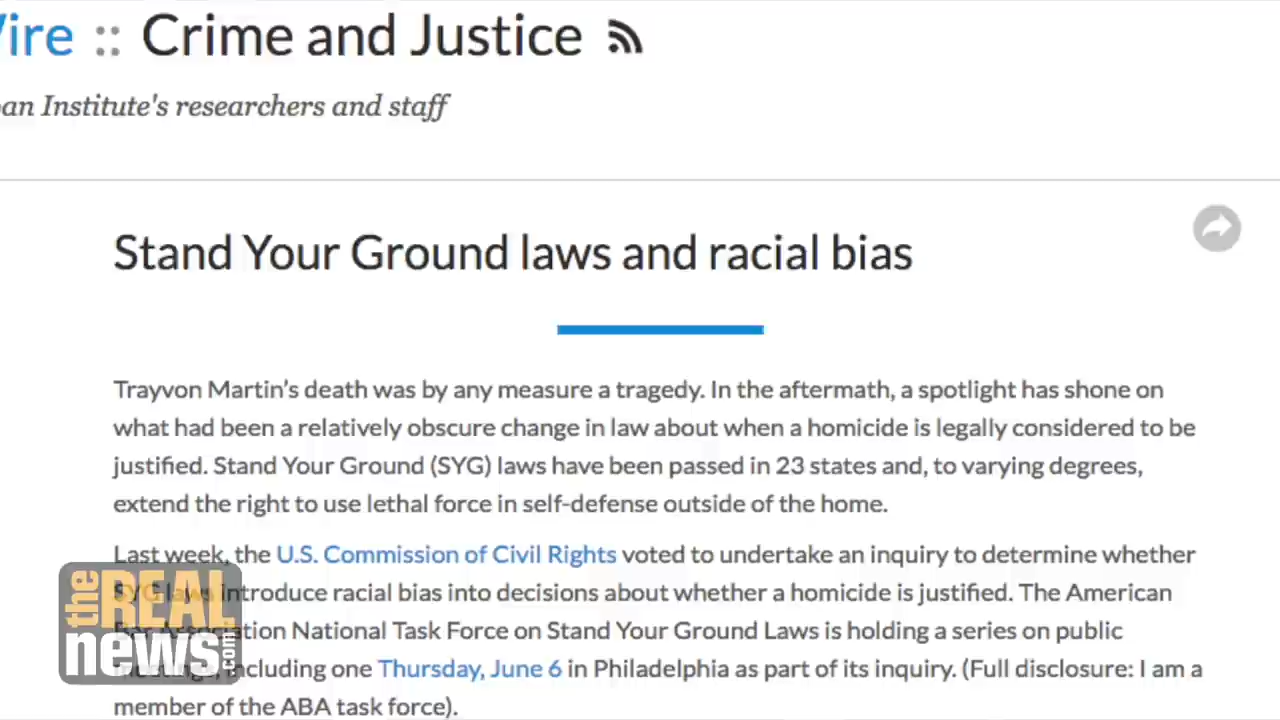 ire :: Crime and Justice
an Institute's researchers and staff
Stand Your Ground laws and racial bias
Trayvon Martin's death was by any measure a tragedy. In the aftermath, a spotlight has shone on
what had been a relatively obscure change in law about when a homicide is legally considered to be
justified. Stand Your Ground (SYG) laws have been passed in 23 states and, to varying degrees,
extend the right to use lethal force in self-defense outside of the home.
Last week, the U.S. Commission of Civil Rights voted to undertake an inquiry to determine whether
SYG laws introduce racial bias into decisions about whether a homicide is justified. The American
Bar Association National Task Force on Stand Your Ground Laws is holding a series on public
meetings, including one Thursday, June 6 in Philadelphia as part of its inquiry. (Full disclosure: I am a
member of the ABA task force).
the REAL
news.com